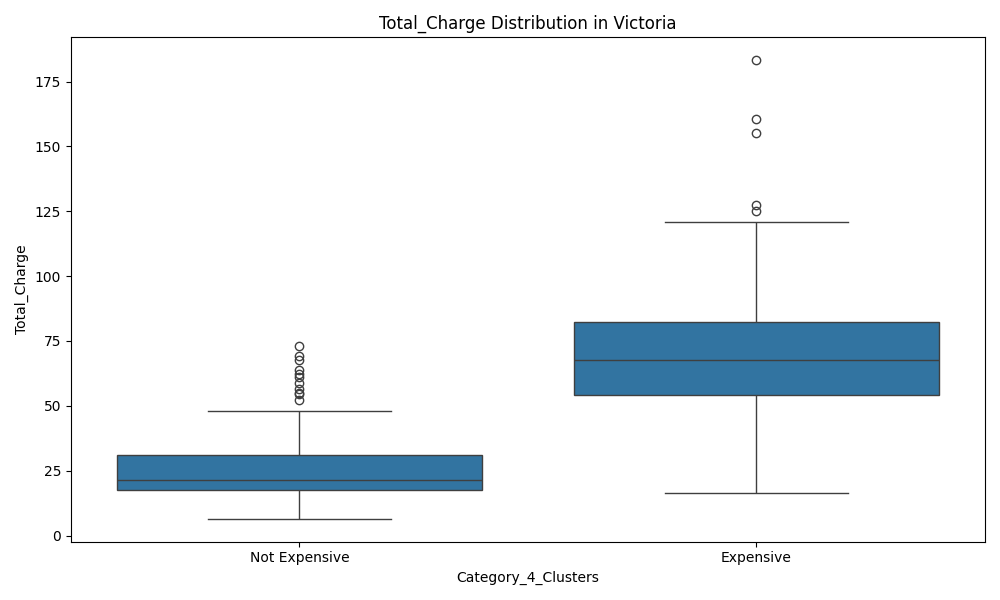 Total_Charge Distribution in Victoria
Total_Charge
175
150
125
100
75
50
25
0
Not Expensive
Expensive
Category_4_Clusters